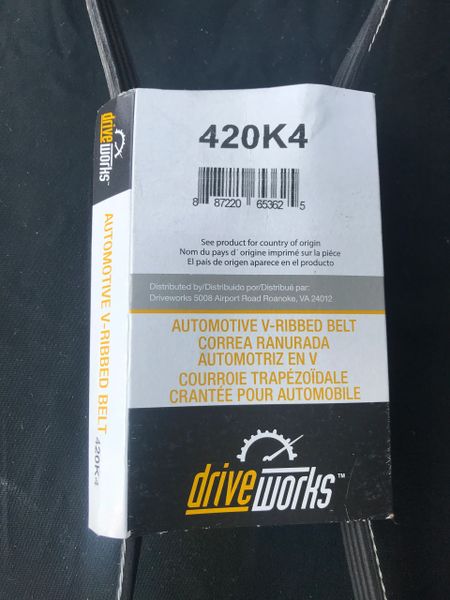 420K4
8 87220 65362 5
See product for country of origin
Nom du pays d' origine imprimé sur la pièce
El país de origen aparece en el producto
Distributed by/Distribuido por/Distribué par:
Driveworks 5008 Airport Road Roanoke, VA 24012
AUTOMOTIVE V-RIBBED BELT
CORREA RANURADA
AUTOMOTRIZ EN V
COURROIE TRAPÉZOÏDALE
CRANTÉE POUR AUTOMOBILE
driveworks™
driveworks™
AUTOMOTIVE V-RIBBED BELT 420K4